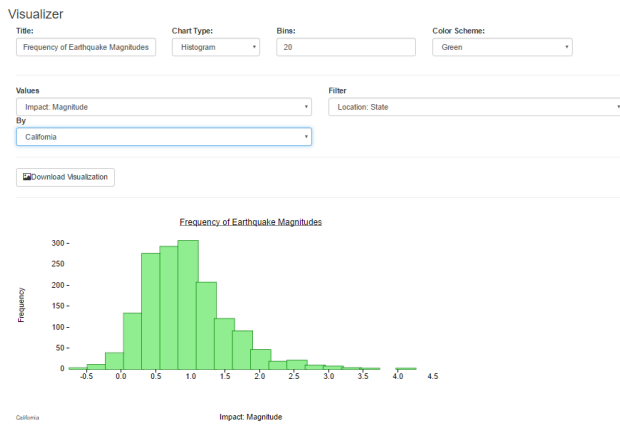 Visualizer
Title: Chart Type: Bins: Color Scheme:
Frequency of Earthquake Magnitudes Histogram 20 Green
Values Filter
Impact: Magnitude Location: State
By
California
Download Visualization
Frequency of Earthquake Magnitudes
300
250
200
150
100
50
0
Frequency
-0.5 0.0 0.5 1.0 1.5 2.0 2.5 3.0 3.5 4.0 4.5
California Impact: Magnitude